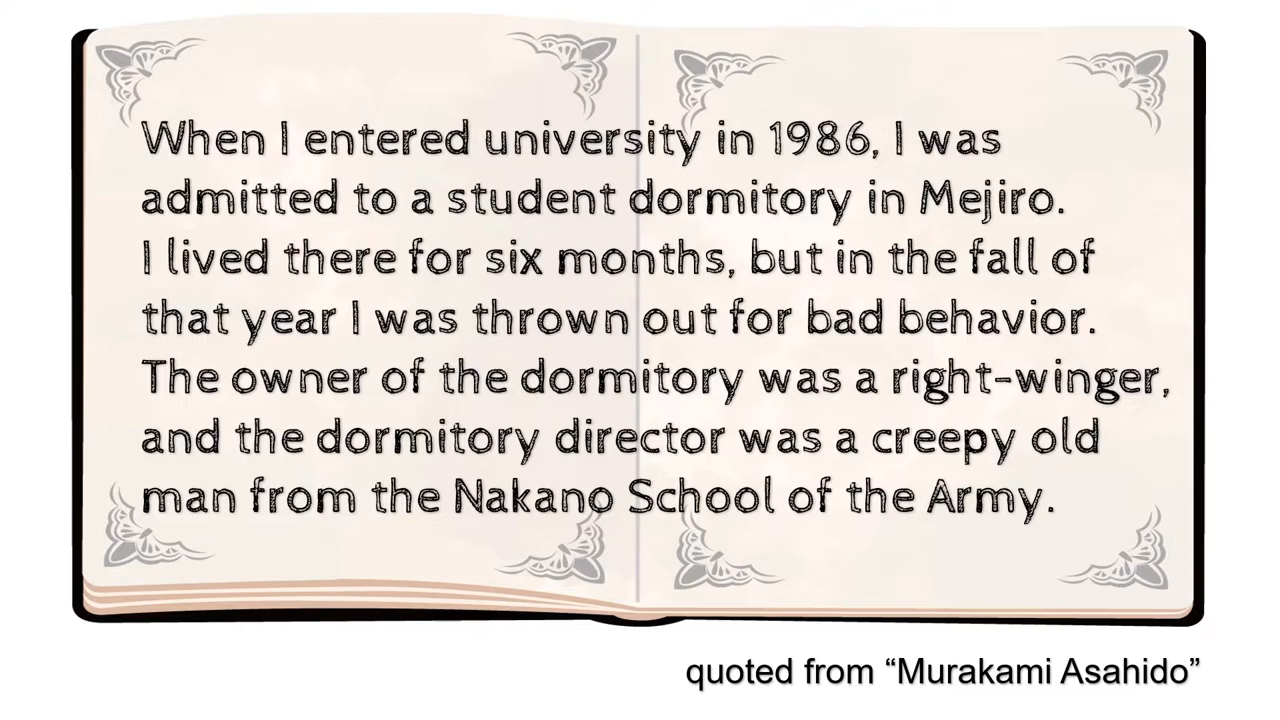 When I entered university in 1986, I was
admitted to a student dormitory in Mejiro.
I lived there for six months, but in the fall of
that year I was thrown out for bad behavior.
The owner of the dormitory was a right-winger,
and the dormitory director was a creepy old
man from the Nakano School of the Army.
quoted from “Murakami Asahido”